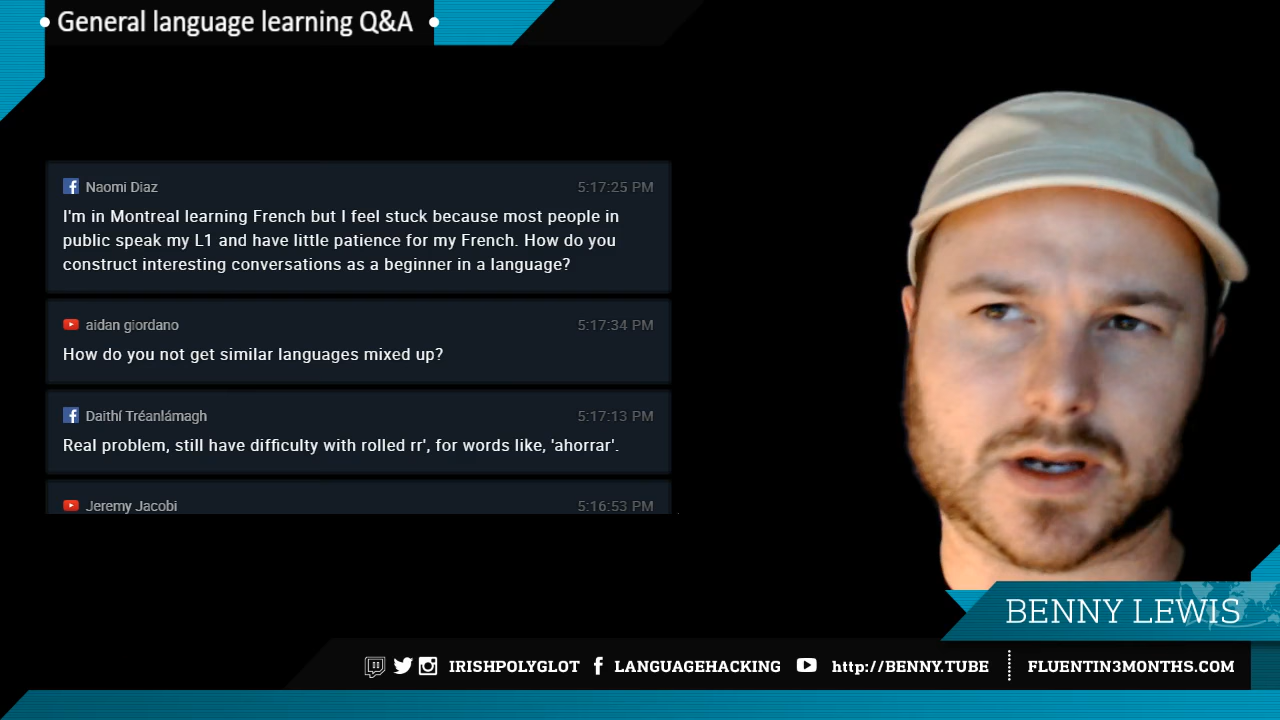 General language learning Q&A
Naomi Diaz 5:17:25 PM
I'm in Montreal learning French but I feel stuck because most people in
public speak my L1 and have little patience for my French. How do you
construct interesting conversations as a beginner in a language?
aidan giordano 5:17:34 PM
How do you not get similar languages mixed up?
Daithí Tréanlámagh 5:17:13 PM
Real problem, still have difficulty with rolled rr', for words like, 'ahorrar'.
Jeremy Jacobi 5:16:53 PM
BENNY LEWIS
IRISHPOLYGLOT LANGUAGEHACKING http://BENNY.TUBE FLUENTIN3MONTHS.COM